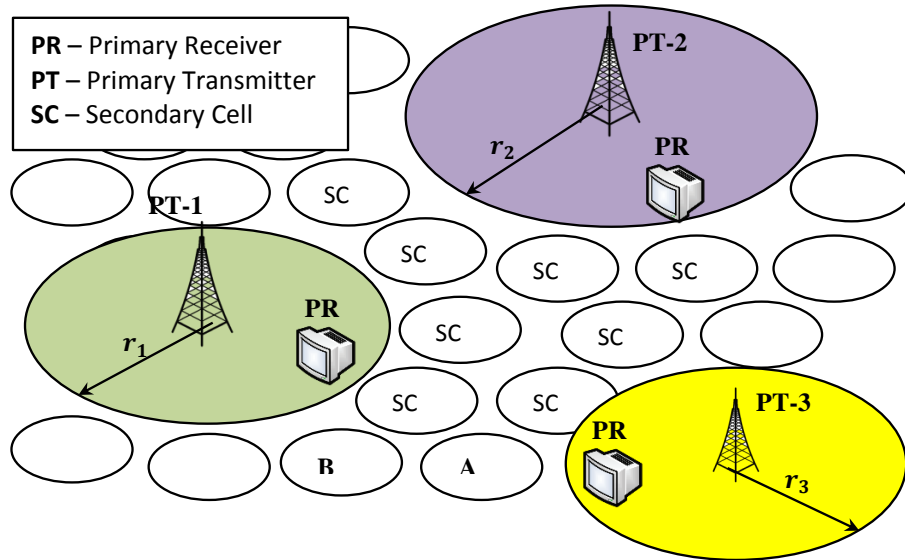 PR – Primary Receiver
PT – Primary Transmitter
SC – Secondary Cell
PT-2
r₂
PR
SC
PT-1
SC
SC
SC
PR
r₁
SC
SC
SC
SC
PT-3
PR
B
A
r₃